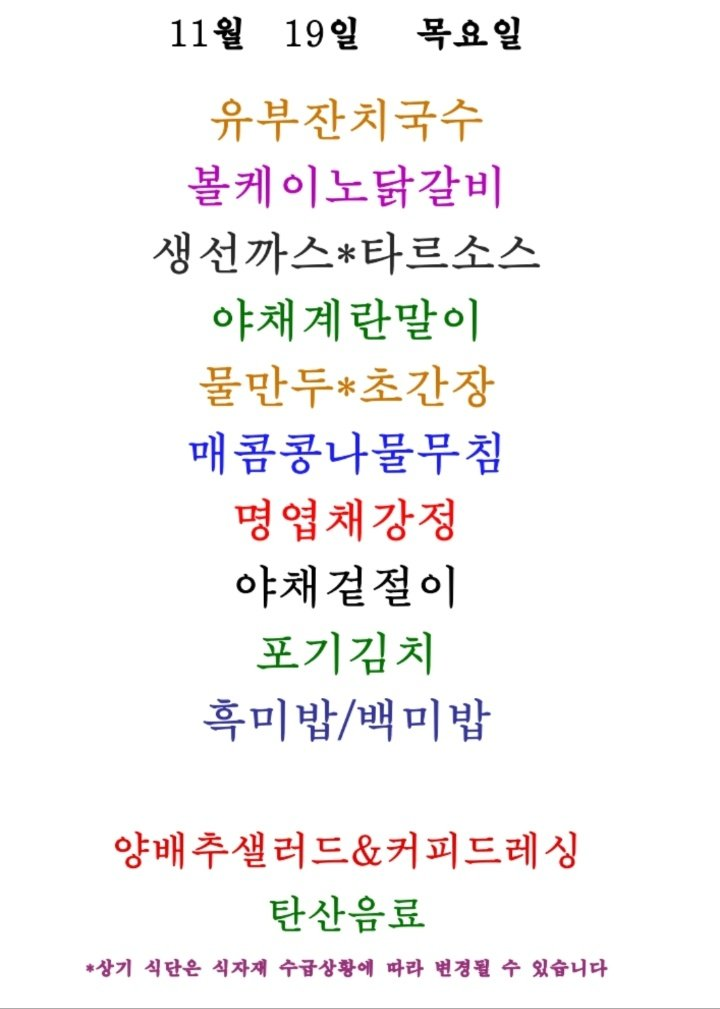 11월 19일 목요일
유부잔치국수
볼케이노닭갈비
생선까스*타르소스
야채계란말이
물만두*초간장
매콤콩나물무침
명엽채강정
야채겉절이
포기김치
흑미밥/백미밥
양배추샐러드&커피드레싱
탄산음료
*상기 식단은 식자재 수급상황에 따라 변경될 수 있습니다